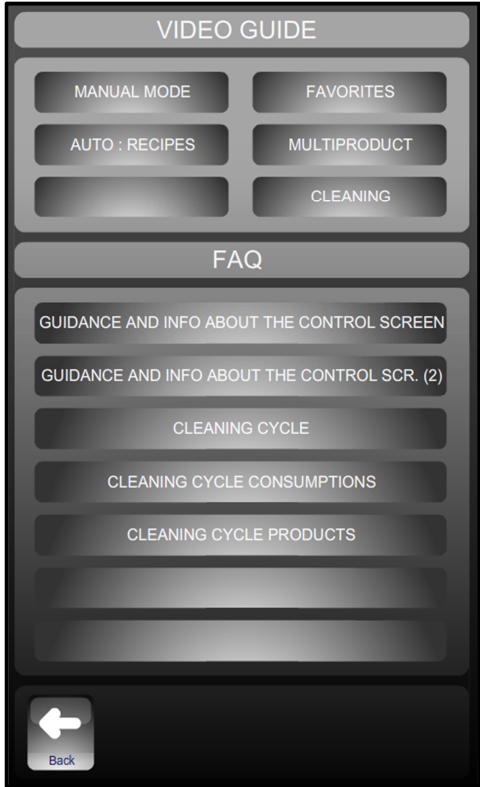 VIDEO GUIDE
MANUAL MODE
FAVORITES
AUTO : RECIPES
MULTIPRODUCT
CLEANING
FAQ
GUIDANCE AND INFO ABOUT THE CONTROL SCREEN
GUIDANCE AND INFO ABOUT THE CONTROL SCR. (2)
CLEANING CYCLE
CLEANING CYCLE CONSUMPTIONS
CLEANING CYCLE PRODUCTS
Back